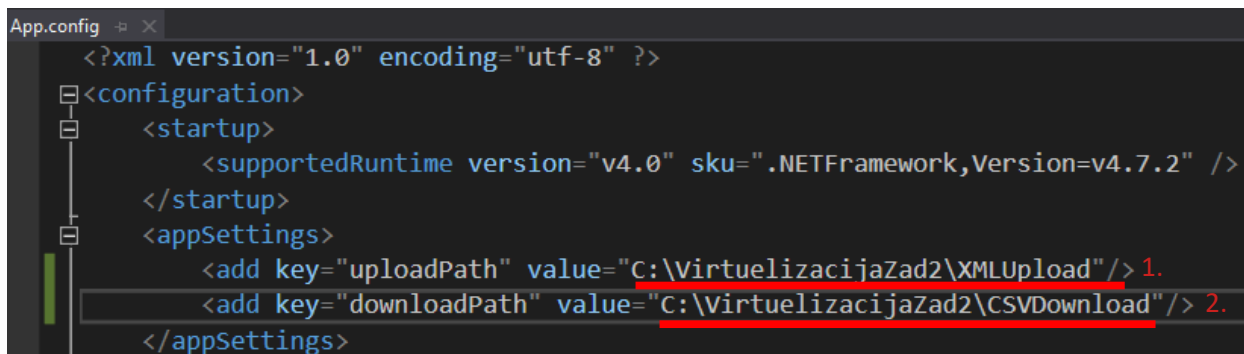 App.config
<?xml version="1.0" encoding="utf-8" ?>
<configuration>
<startup>
<supportedRuntime version="v4.0" sku=".NETFramework,Version=v4.7.2" />
</startup>
<appSettings>
<add key="uploadPath" value="C:\VirtuelizacijaZad2\XMLUpload"/> 1.
<add key="downloadPath" value="C:\VirtuelizacijaZad2\CSVDownload"/> 2.
</appSettings>